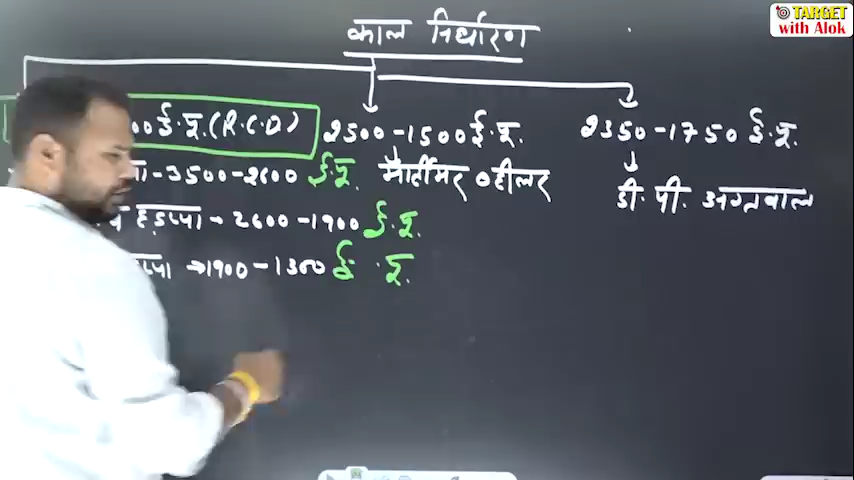 TARGET
with Alok
काल निर्धारण
00 ई.पू. (R.C.D)
2500 - 1500 ई.पू.
2350 - 1750 ई.पू.
- 3500 - 2600 ई.पू.
मार्टीमर व्हीलर
डी. पी. अग्रवाल
हड़प्पा → 2600 - 1900 ई.पू.
→ 1900 - 1300 ई.पू.